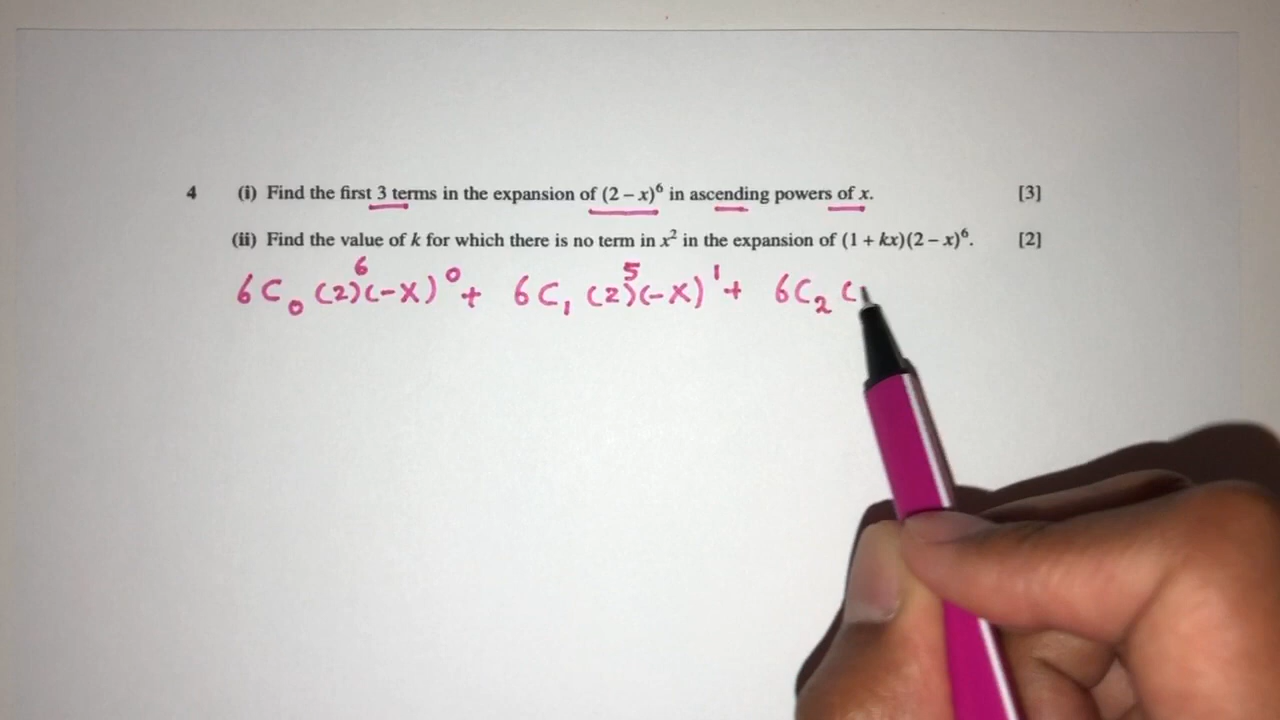 4 (i) Find the first 3 terms in the expansion of (2 – x)⁶ in ascending powers of x. [3]
(ii) Find the value of k for which there is no term in x² in the expansion of (1 + kx)(2 – x)⁶. [2]
6C₀ (2)⁶(-x)⁰ + 6C₁ (2)⁵(-x)¹ + 6C₂ (